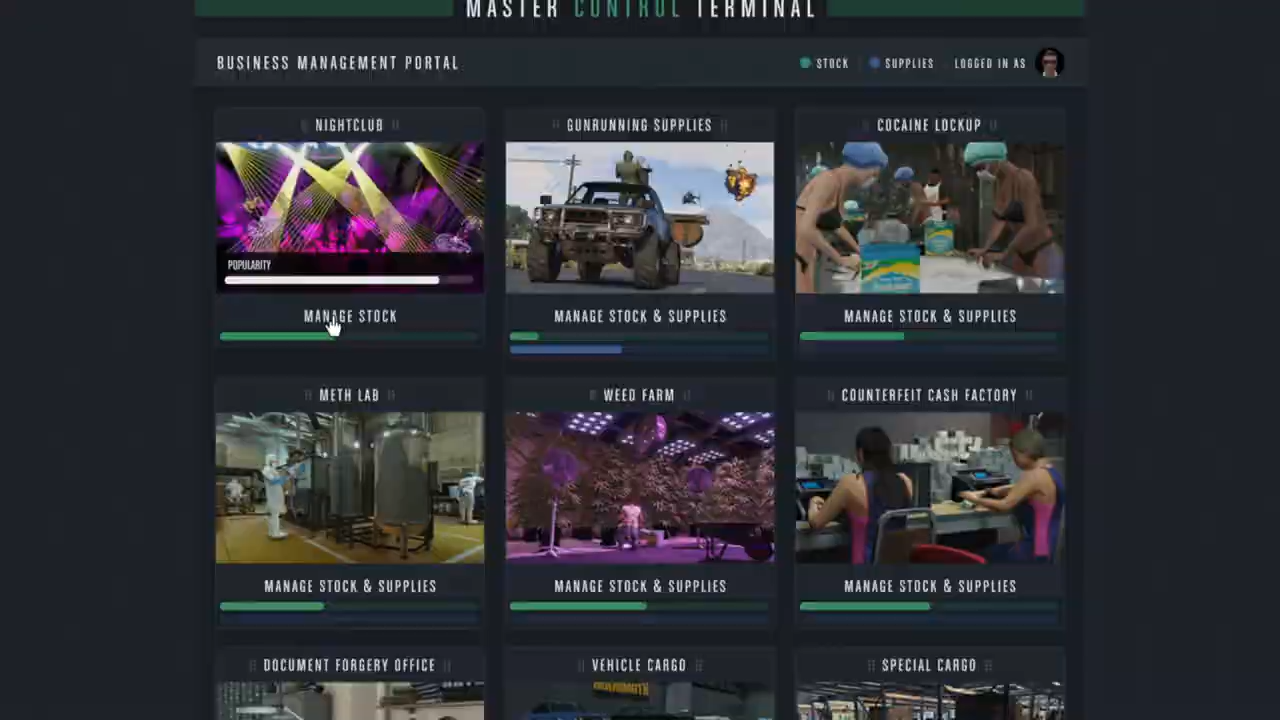 MASTER CONTROL TERMINAL
BUSINESS MANAGEMENT PORTAL
STOCK
SUPPLIES
LOGGED IN AS
NIGHTCLUB
GUNRUNNING SUPPLIES
COCAINE LOCKUP
POPULARITY
MANAGE STOCK
MANAGE STOCK & SUPPLIES
MANAGE STOCK & SUPPLIES
METH LAB
WEED FARM
COUNTERFEIT CASH FACTORY
MANAGE STOCK & SUPPLIES
MANAGE STOCK & SUPPLIES
MANAGE STOCK & SUPPLIES
DOCUMENT FORGERY OFFICE
VEHICLE CARGO
SPECIAL CARGO